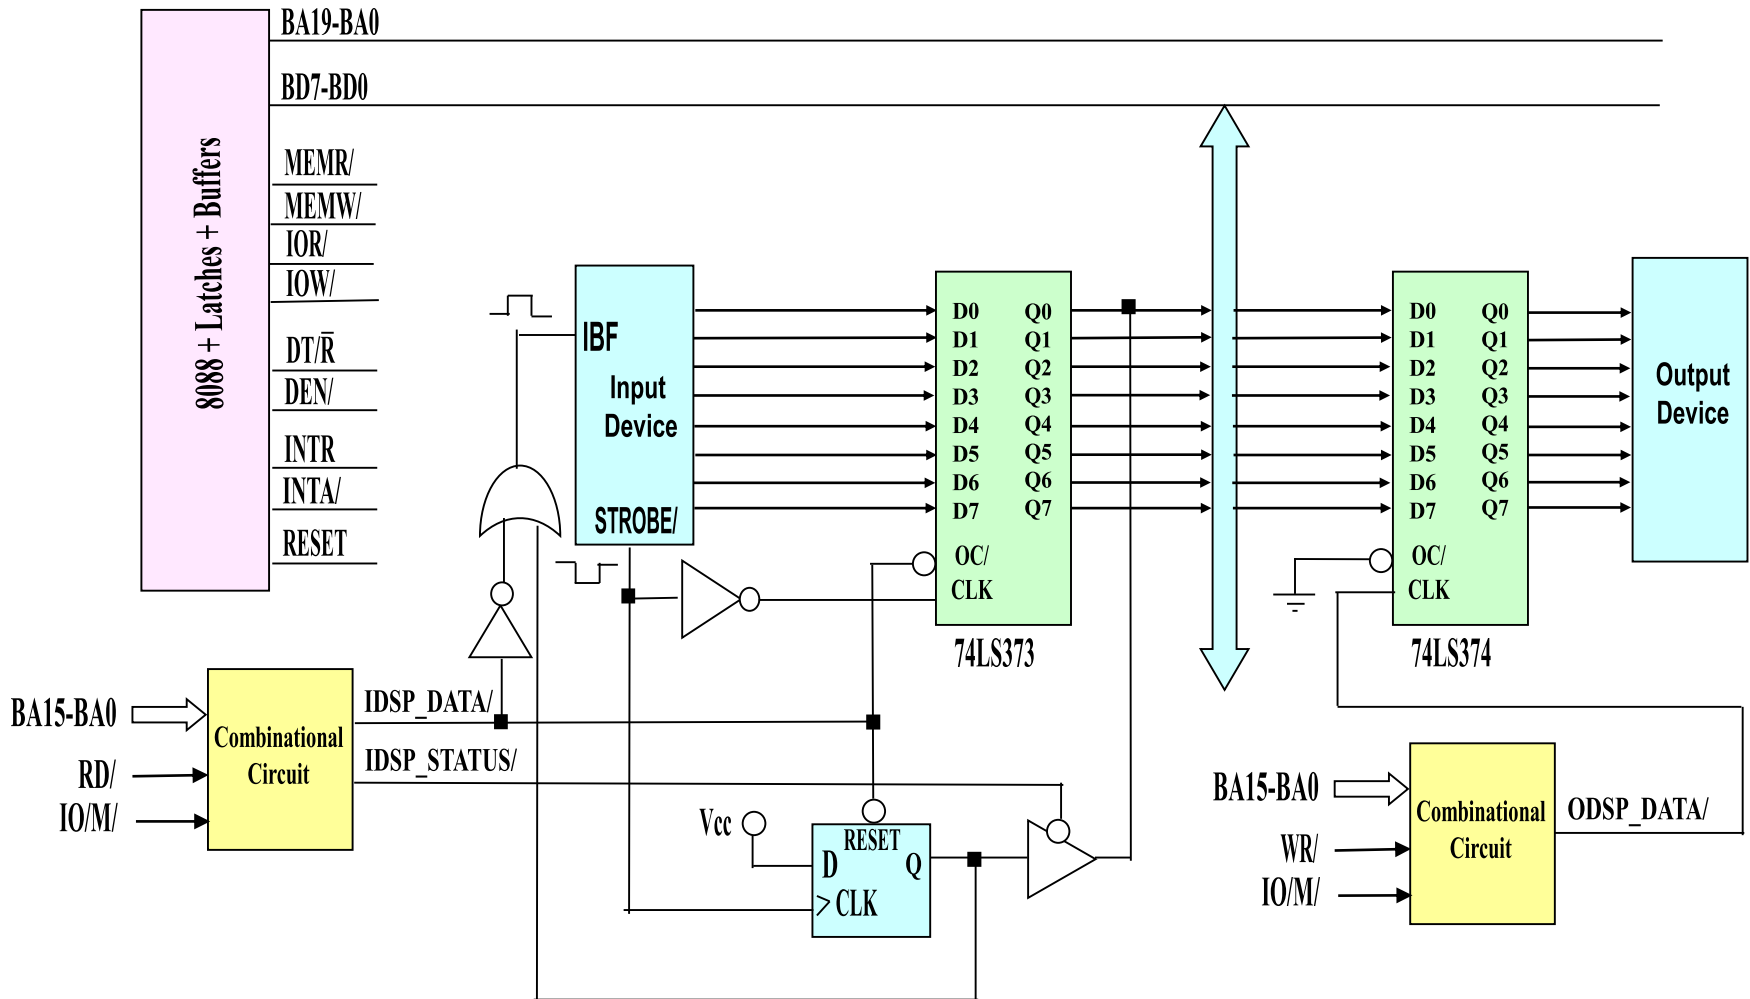 BA19-BA0
BD7-BD0
8088 + Latches + Buffers
MEMR/
MEMW/
IOR/
IOW/
DT/R̅
DEN/
INTR
INTA/
RESET
IBF
Input
Device
STROBE/
D0
D1
D2
D3
D4
D5
D6
D7
Q0
Q1
Q2
Q3
Q4
Q5
Q6
Q7
OC/
CLK
74LS373
D0
D1
D2
D3
D4
D5
D6
D7
Q0
Q1
Q2
Q3
Q4
Q5
Q6
Q7
OC/
CLK
74LS374
Output
Device
BA15-BA0
RD/
IO/M/
Combinational
Circuit
IDSP_DATA/
IDSP_STATUS/
Vcc
RESET
D
Q
CLK
BA15-BA0
WR/
IO/M/
Combinational
Circuit
ODSP_DATA/